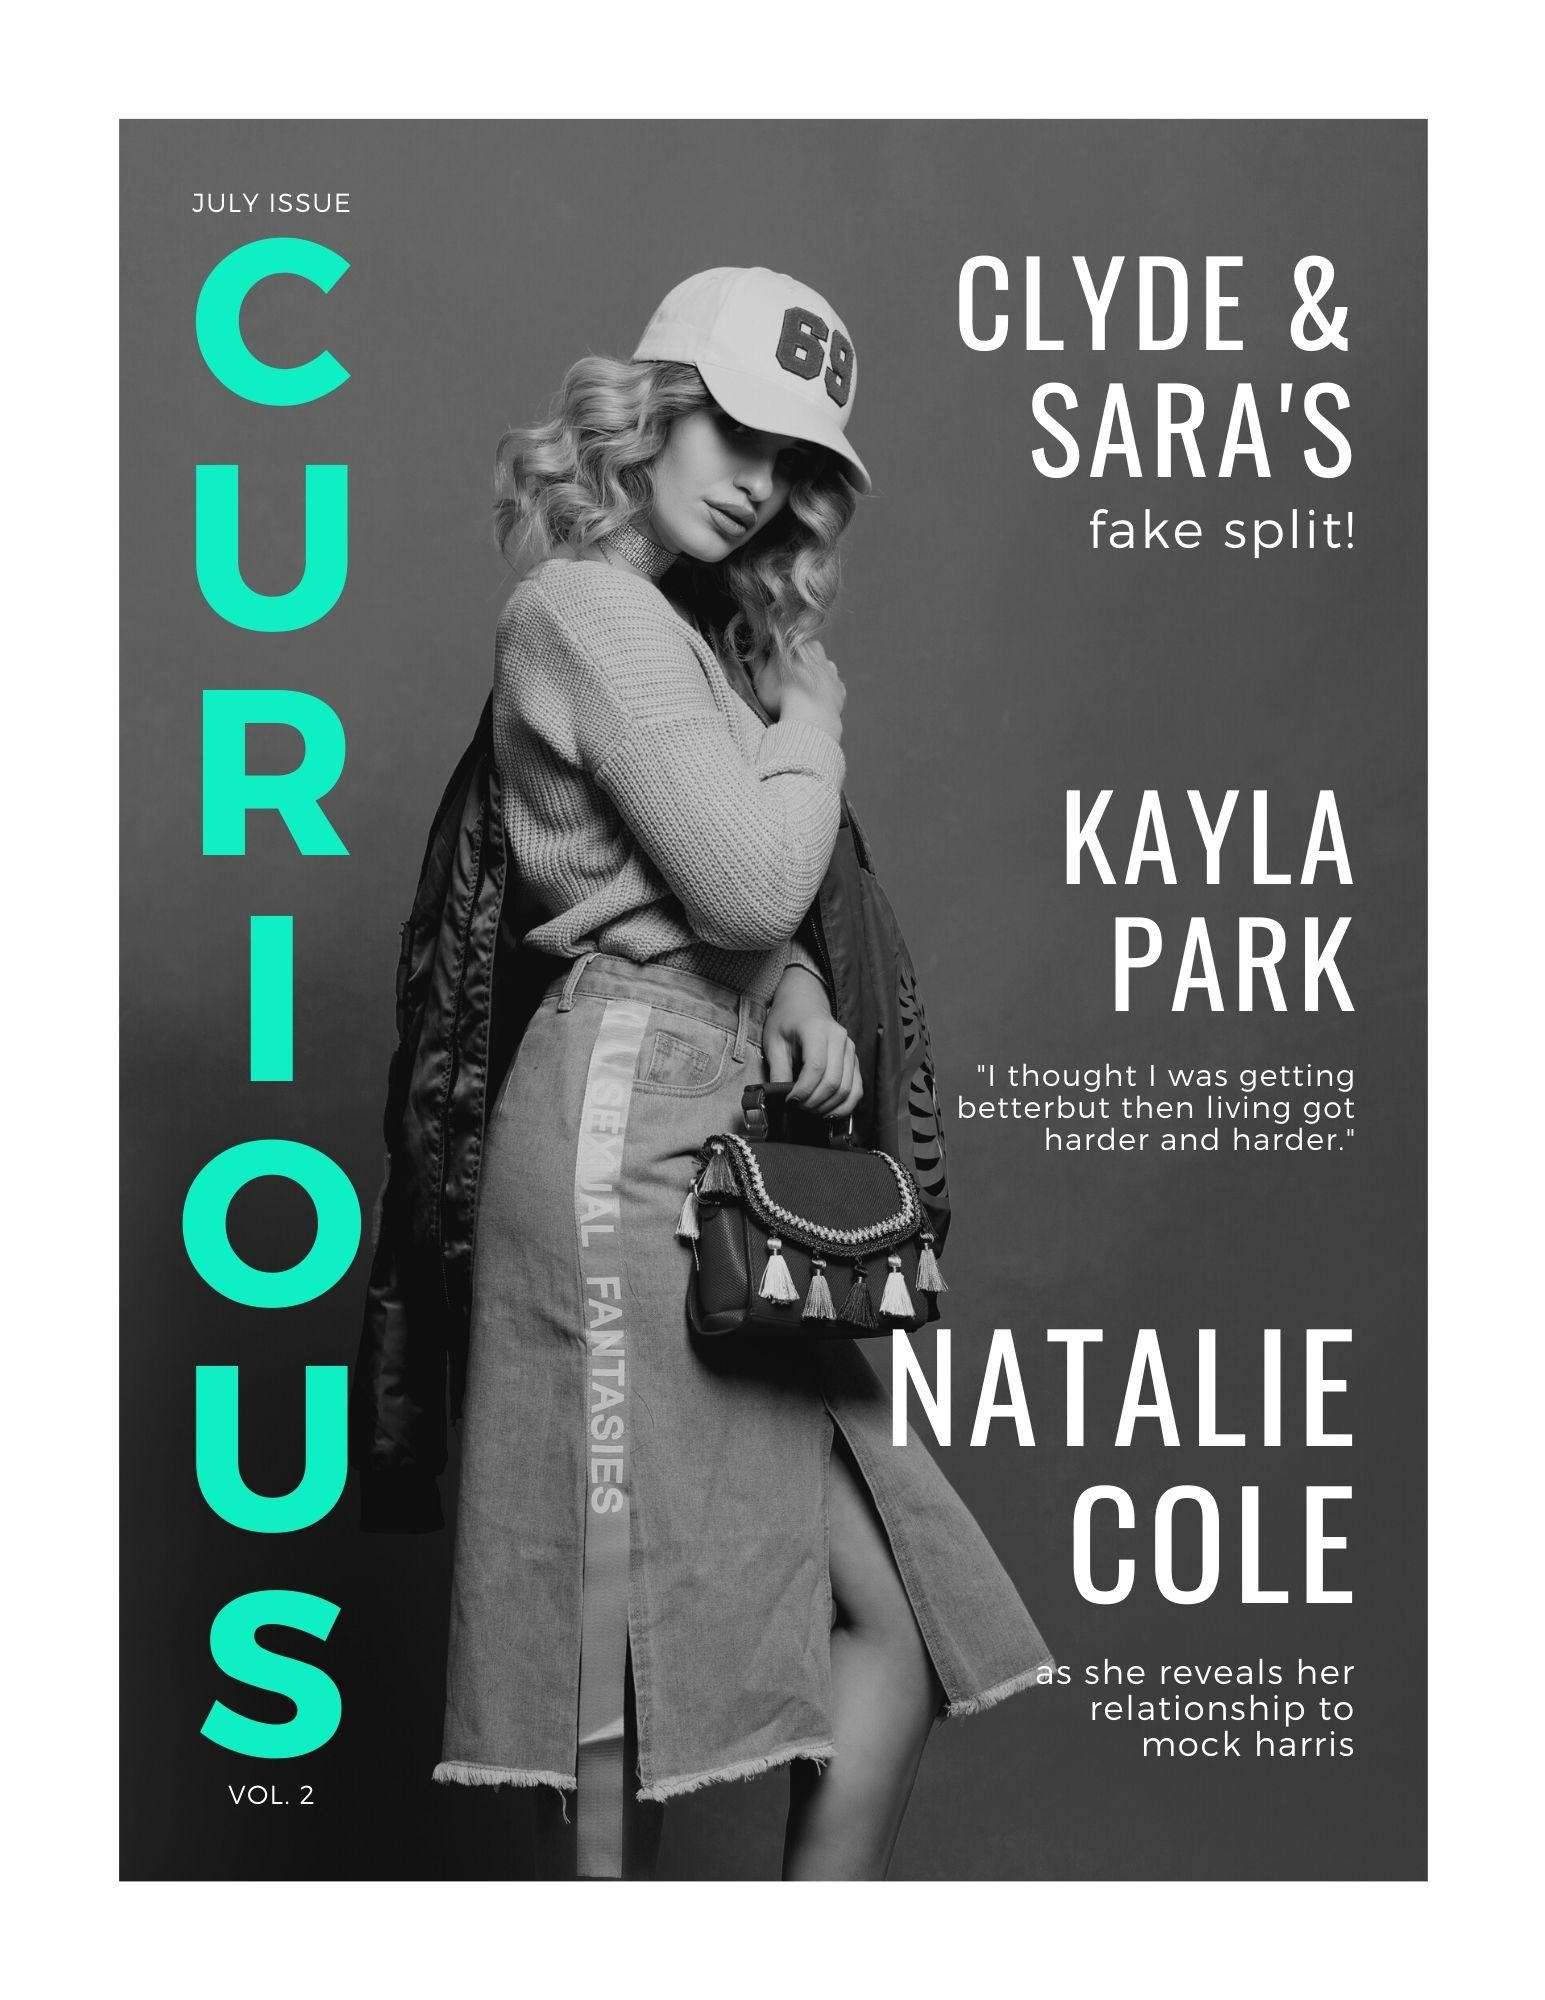 JULY ISSUE
CURIOUS
VOL. 2
69
CLYDE &
SARA'S
fake split!
KAYLA
PARK
"I thought I was getting
betterbut then living got
harder and harder."
SEXUAL FANTASIES
NATALIE
COLE
as she reveals her
relationship to
mock harris